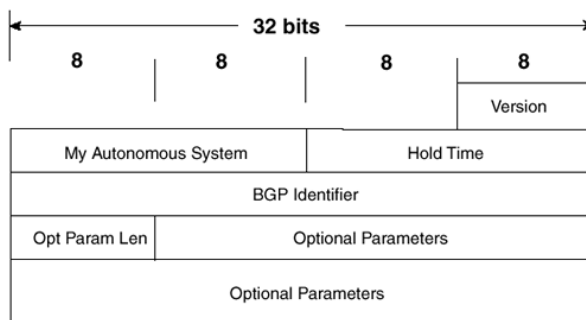 32 bits
8 8 8 8
Version
My Autonomous System Hold Time
BGP Identifier
Opt Param Len Optional Parameters
Optional Parameters